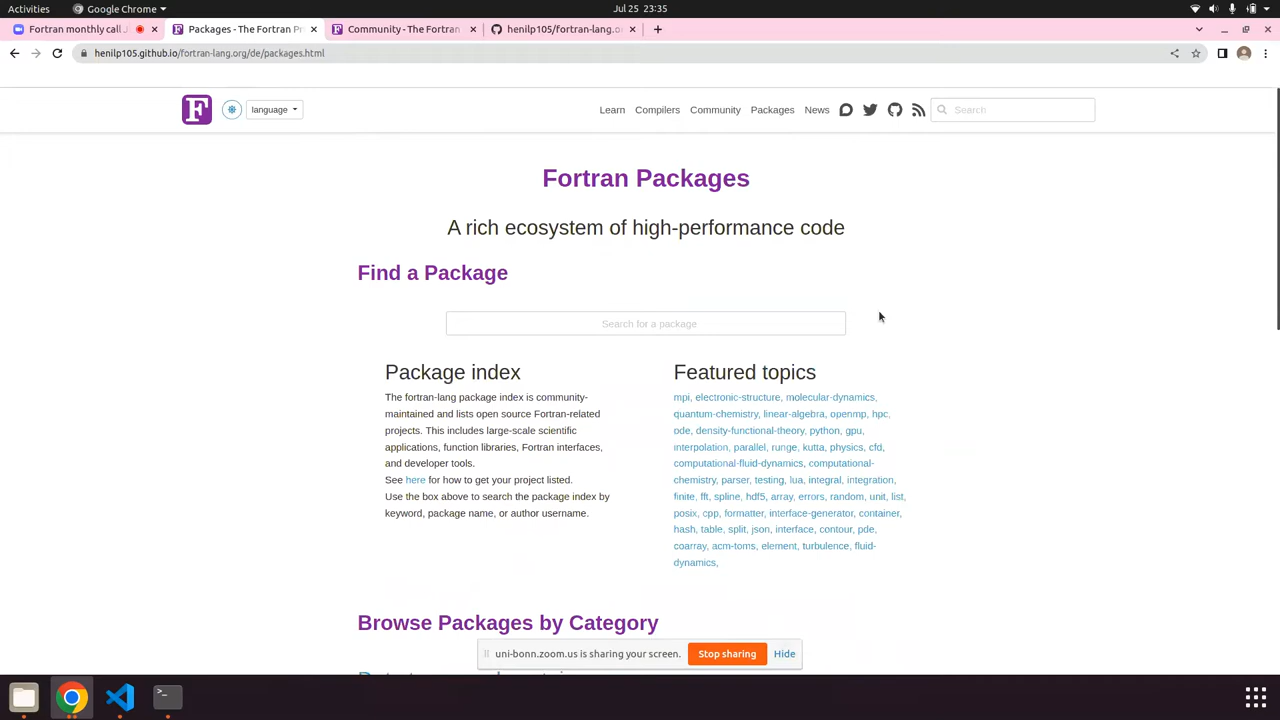 Activities
Google Chrome
Jul 25 23:35
Fortran monthly call J
Packages - The Fortran Pr
Community - The Fortran
henilp105/fortran-lang.o
henilp105.github.io/fortran-lang.org/de/packages.html
F
language
Learn
Compilers
Community
Packages
News
Search
Fortran Packages
A rich ecosystem of high-performance code
Find a Package
Search for a package
Package index
The fortran-lang package index is community-
maintained and lists open source Fortran-related
projects. This includes large-scale scientific
applications, function libraries, Fortran interfaces,
and developer tools.
See here for how to get your project listed.
Use the box above to search the package index by
keyword, package name, or author username.
Featured topics
mpi, electronic-structure, molecular-dynamics,
quantum-chemistry, linear-algebra, openmp, hpc,
ode, density-functional-theory, python, gpu,
interpolation, parallel, runge, kutta, physics, cfd,
computational-fluid-dynamics, computational-
chemistry, parser, testing, lua, integral, integration,
finite, fft, spline, hdf5, array, errors, random, unit, list,
posix, cpp, formatter, interface-generator, container,
hash, table, split, json, interface, contour, pde,
coarray, acm-toms, element, turbulence, fluid-
dynamics,
Browse Packages by Category
uni-bonn.zoom.us is sharing your screen.
Stop sharing
Hide